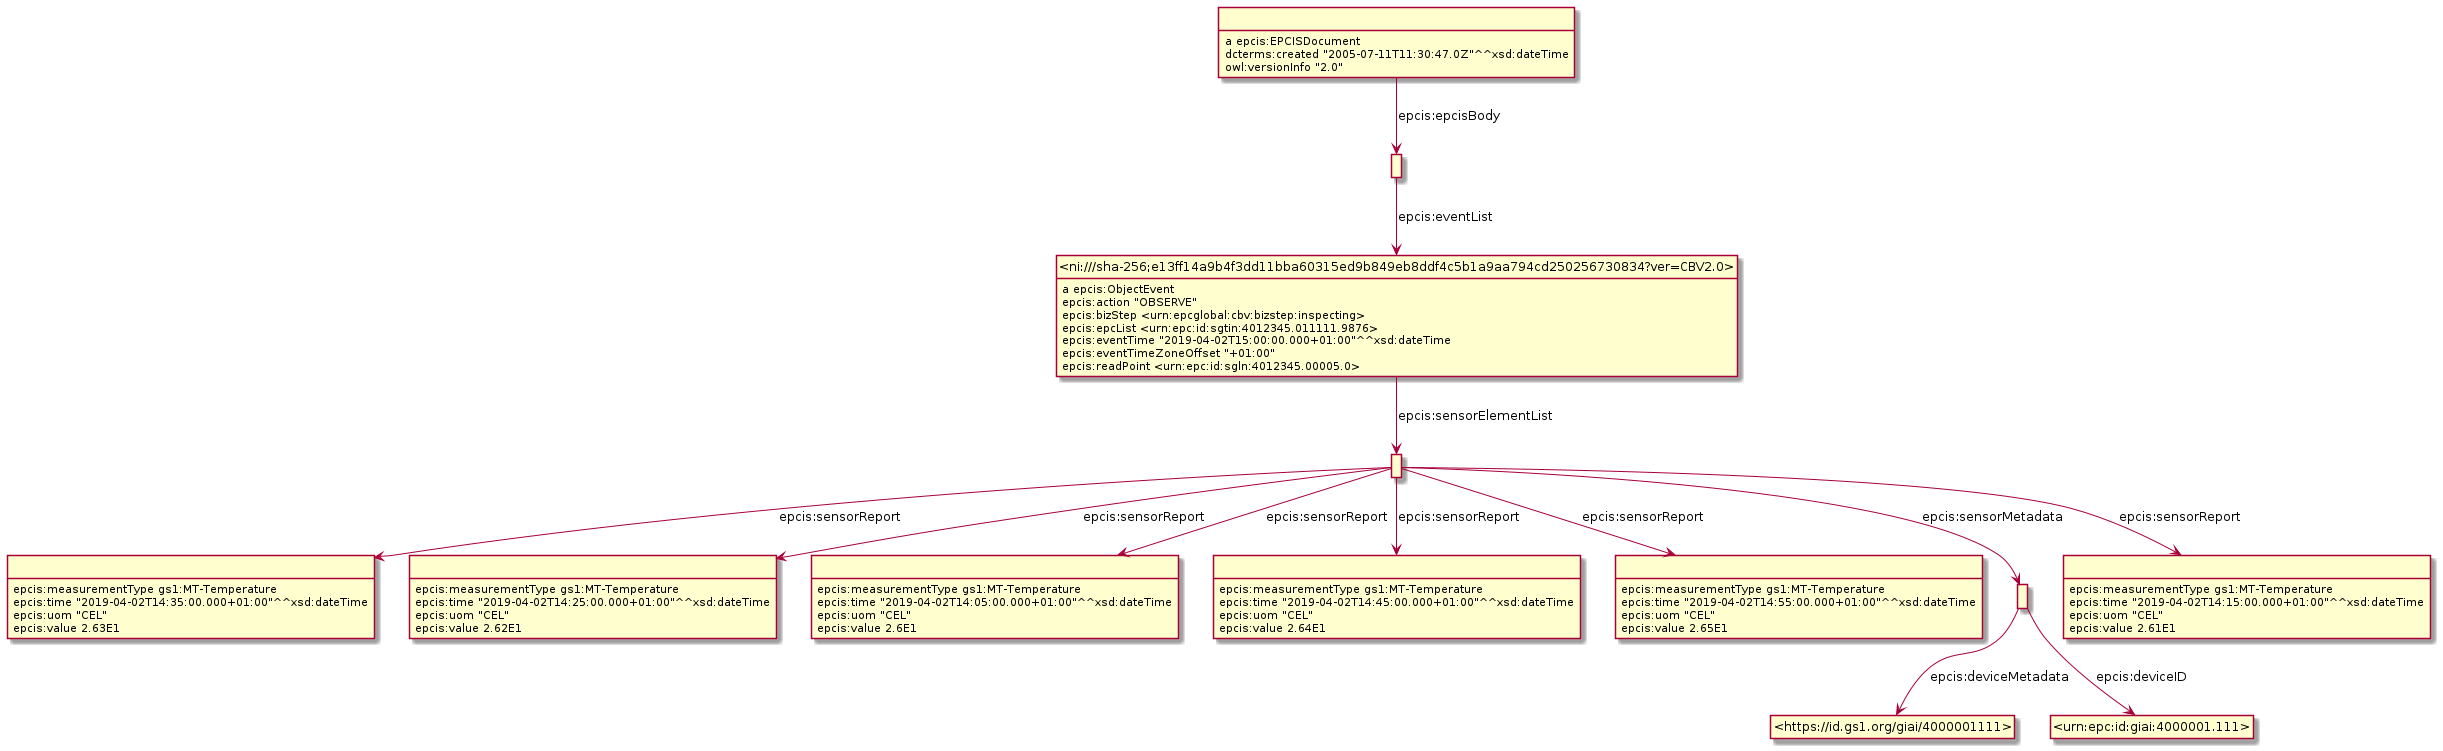 a epcis:EPCISDocument
dcterms:created "2005-07-11T11:30:47.0Z"^^xsd:dateTime
owl:versionInfo "2.0"
epcis:epcisBody
epcis:eventList
<ni:///sha-256;e13ff14a9b4f3dd11bba60315ed9b849eb8ddf4c5b1a9aa794cd250256730834?ver=CBV2.0>
a epcis:ObjectEvent
epcis:action "OBSERVE"
epcis:bizStep <urn:epcglobal:cbv:bizstep:inspecting>
epcis:epcList <urn:epc:id:sgtin:4012345.011111.9876>
epcis:eventTime "2019-04-02T15:00:00.000+01:00"^^xsd:dateTime
epcis:eventTimeZoneOffset "+01:00"
epcis:readPoint <urn:epc:id:sgln:4012345.00005.0>
epcis:sensorElementList
epcis:sensorReport
epcis:sensorReport
epcis:sensorReport
epcis:sensorReport
epcis:sensorReport
epcis:sensorMetadata
epcis:sensorReport
epcis:measurementType gs1:MT-Temperature
epcis:time "2019-04-02T14:35:00.000+01:00"^^xsd:dateTime
epcis:uom "CEL"
epcis:value 2.63E1
epcis:measurementType gs1:MT-Temperature
epcis:time "2019-04-02T14:25:00.000+01:00"^^xsd:dateTime
epcis:uom "CEL"
epcis:value 2.62E1
epcis:measurementType gs1:MT-Temperature
epcis:time "2019-04-02T14:05:00.000+01:00"^^xsd:dateTime
epcis:uom "CEL"
epcis:value 2.6E1
epcis:measurementType gs1:MT-Temperature
epcis:time "2019-04-02T14:45:00.000+01:00"^^xsd:dateTime
epcis:uom "CEL"
epcis:value 2.64E1
epcis:measurementType gs1:MT-Temperature
epcis:time "2019-04-02T14:55:00.000+01:00"^^xsd:dateTime
epcis:uom "CEL"
epcis:value 2.65E1
epcis:measurementType gs1:MT-Temperature
epcis:time "2019-04-02T14:15:00.000+01:00"^^xsd:dateTime
epcis:uom "CEL"
epcis:value 2.61E1
epcis:deviceMetadata
epcis:deviceID
<https://id.gs1.org/giai/4000001111>
<urn:epc:id:giai:4000001.111>